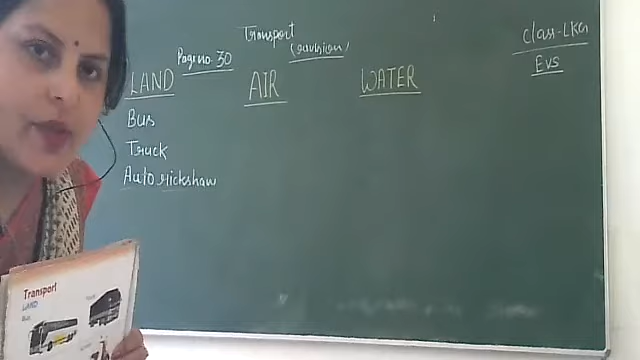 Transport
(revision)
Page no. 30
Class-LKG
EVS
LAND
AIR
WATER
Bus
Truck
Auto rickshaw
Transport
LAND
Bus